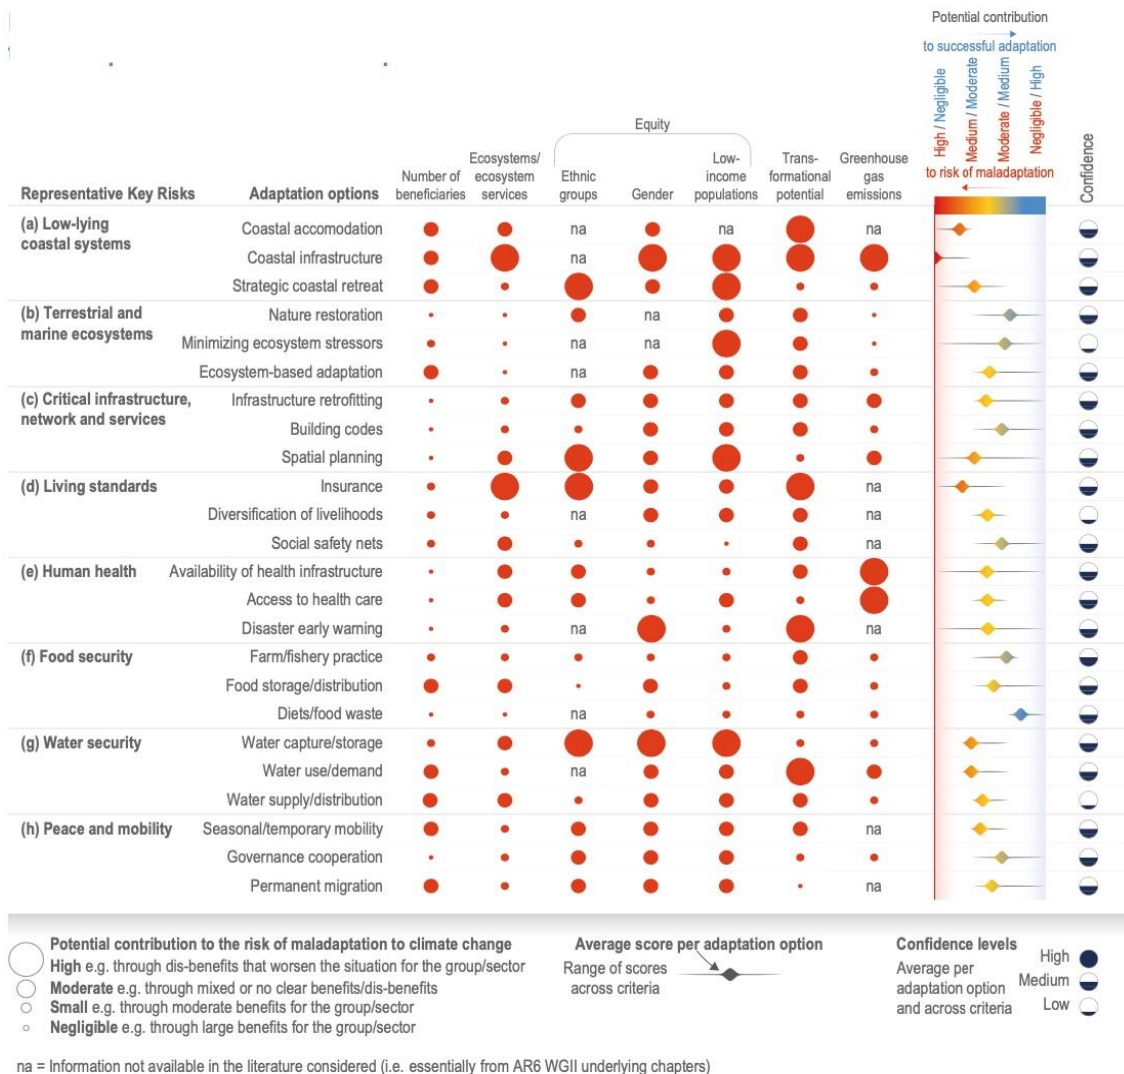 Potential contribution
to successful adaptation
High / Negligible
Medium / Moderate
Moderate / Medium
Negligible / High
to risk of maladaptation
Confidence
Equity
Representative Key Risks
Adaptation options
Number of beneficiaries
Ecosystems/ ecosystem services
Ethnic groups
Gender
Low-income populations
Trans-formational potential
Greenhouse gas emissions
(a) Low-lying
coastal systems
Coastal accomodation na na na
Coastal infrastructure na
Strategic coastal retreat
(b) Terrestrial and
marine ecosystems
Nature restoration na
Minimizing ecosystem stressors na na
Ecosystem-based adaptation na
(c) Critical infrastructure,
network and services
Infrastructure retrofitting
Building codes
Spatial planning
(d) Living standards
Insurance na
Diversification of livelihoods na na
Social safety nets na
(e) Human health
Availability of health infrastructure
Access to health care
Disaster early warning na na
(f) Food security
Farm/fishery practice
Food storage/distribution
Diets/food waste na
(g) Water security
Water capture/storage
Water use/demand na
Water supply/distribution
(h) Peace and mobility
Seasonal/temporary mobility na
Governance cooperation
Permanent migration na
Potential contribution to the risk of maladaptation to climate change
High e.g. through dis-benefits that worsen the situation for the group/sector
Moderate e.g. through mixed or no clear benefits/dis-benefits
Small e.g. through moderate benefits for the group/sector
Negligible e.g. through large benefits for the group/sector
Average score per adaptation option
Range of scores
across criteria
Confidence levels
Average per
adaptation option
and across criteria
High
Medium
Low
na = Information not available in the literature considered (i.e. essentially from AR6 WGII underlying chapters)